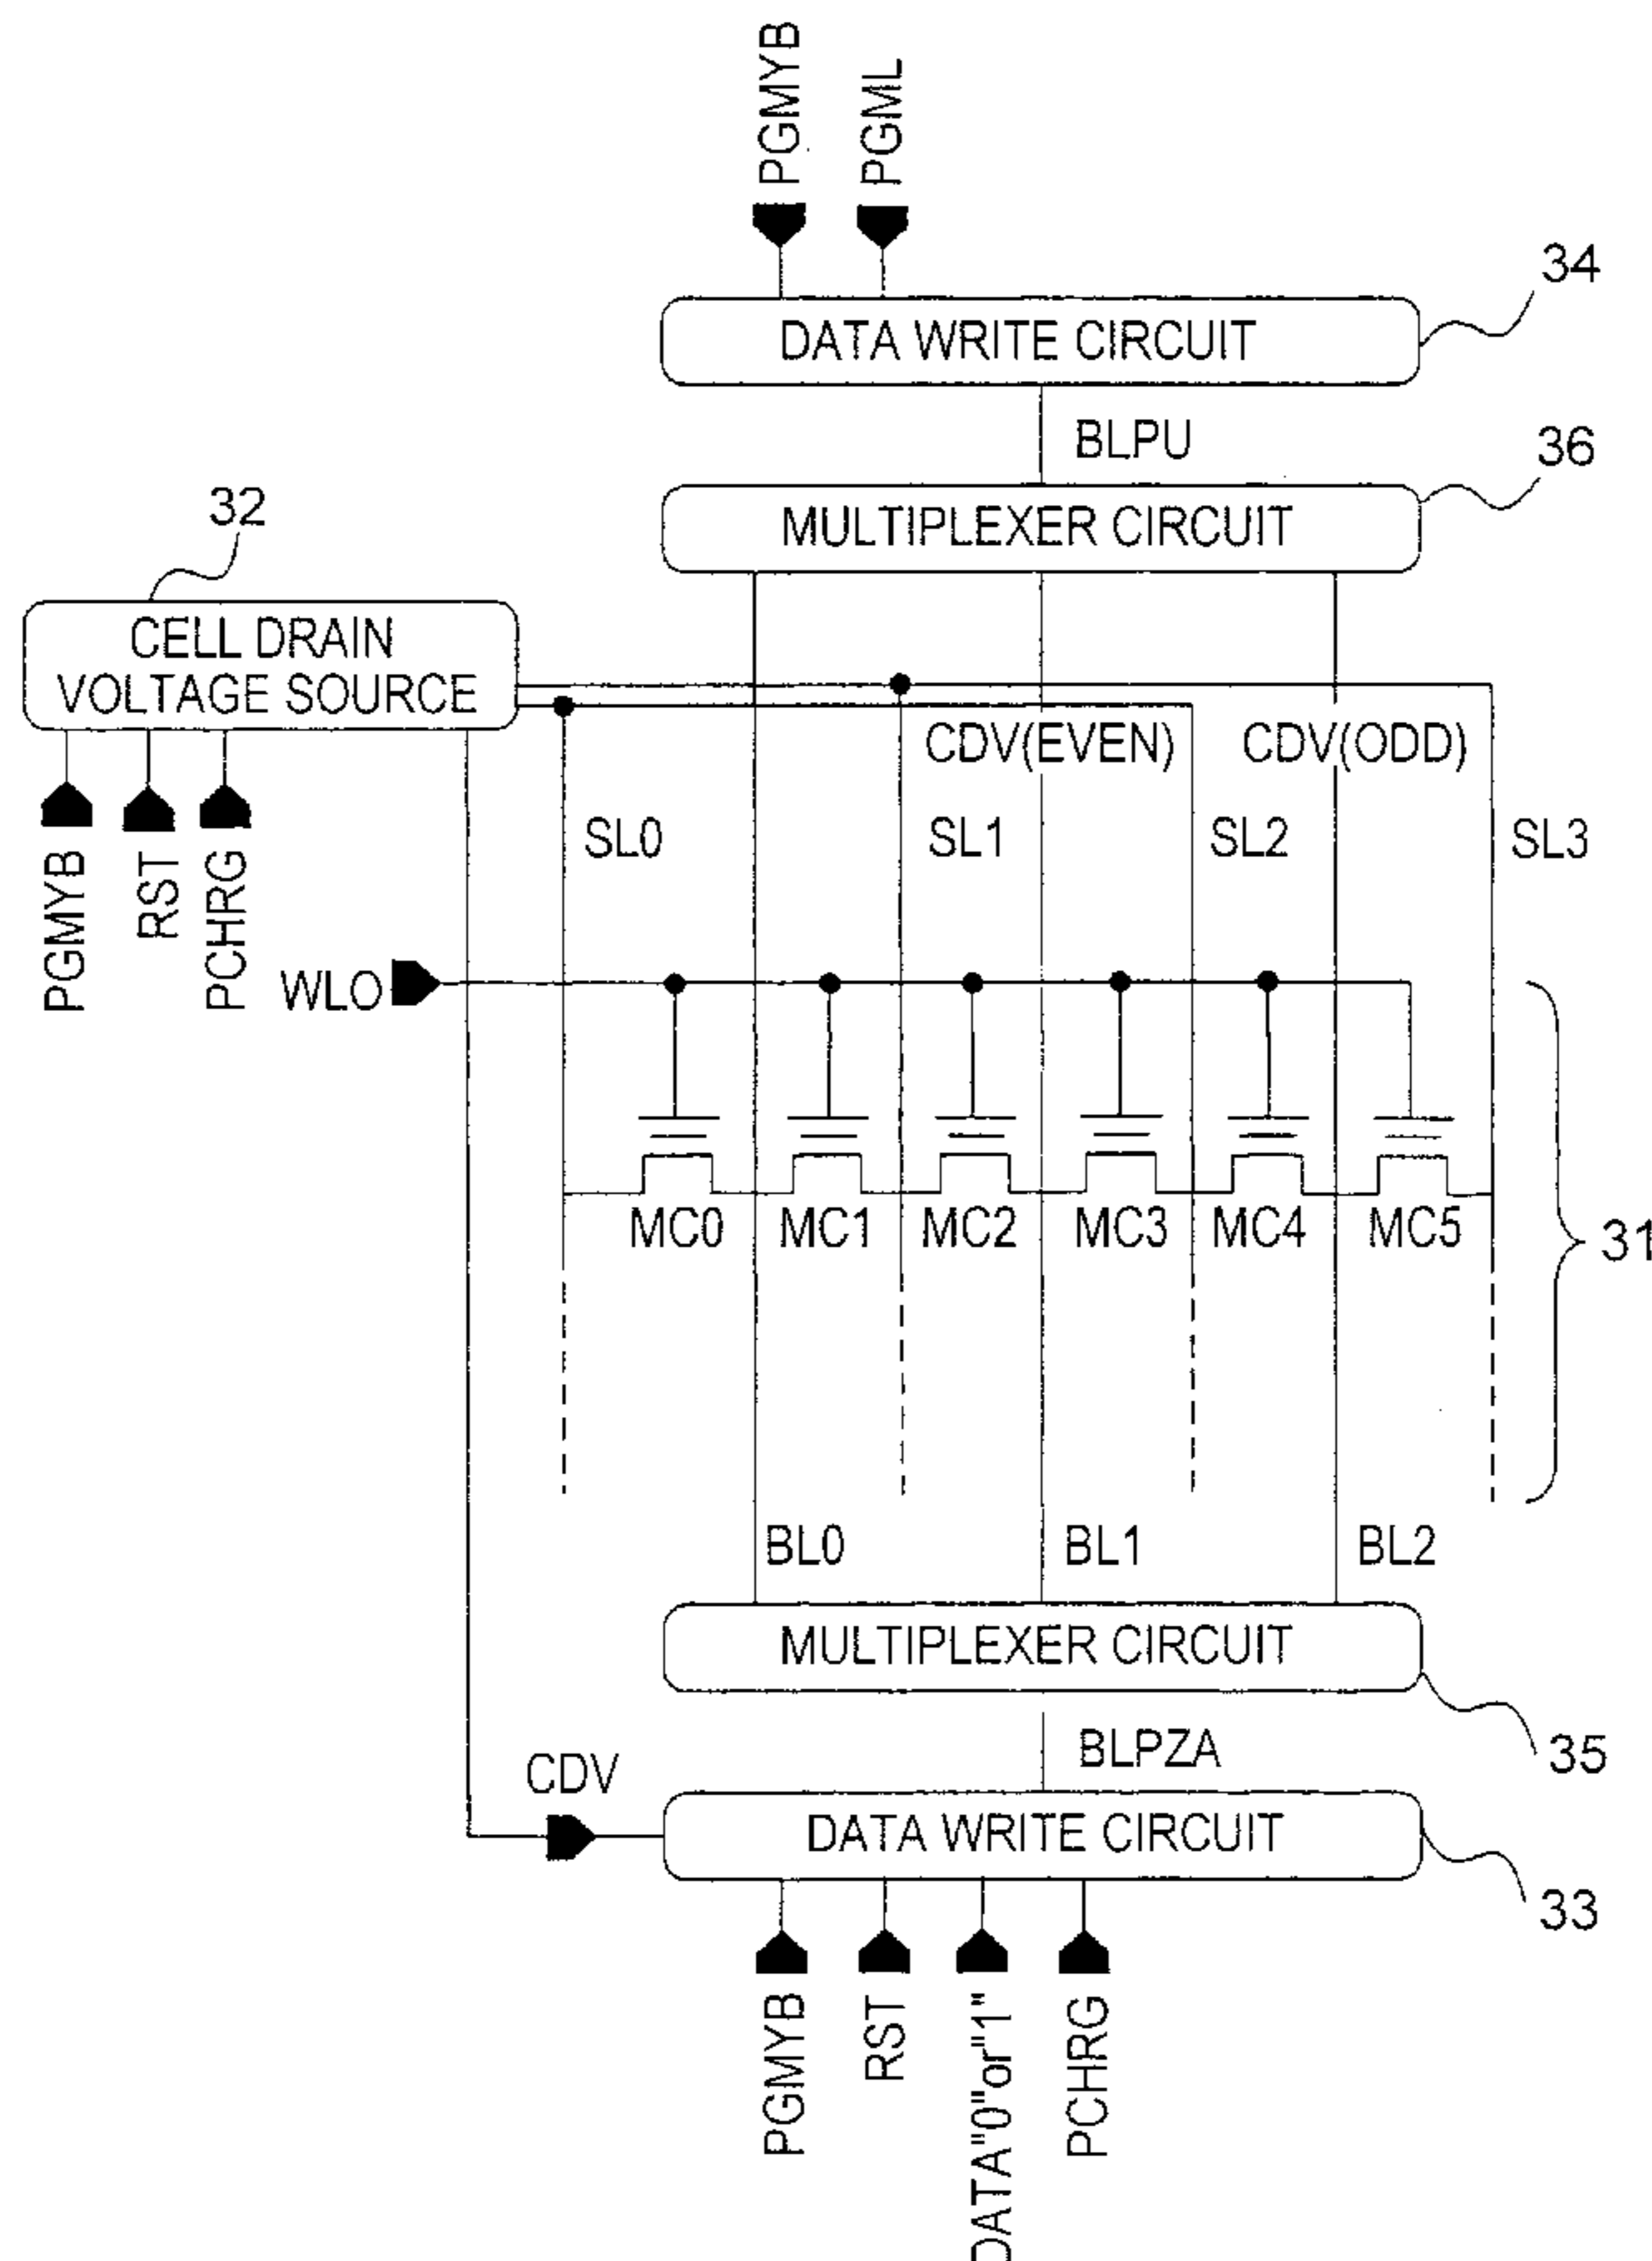 PGMYB
PGML
34
DATA WRITE CIRCUIT
BLPU
36
MULTIPLEXER CIRCUIT
32
CELL DRAIN
VOLTAGE SOURCE
CDV(EVEN)
CDV(ODD)
SL0
SL1
SL2
SL3
PGMYB
RST
PCHRG
WLO
MC0
MC1
MC2
MC3
MC4
MC5
31
BL0
BL1
BL2
MULTIPLEXER CIRCUIT
35
BLPZA
CDV
DATA WRITE CIRCUIT
33
PGMYB
RST
DATA"0"or"1"
PCHRG